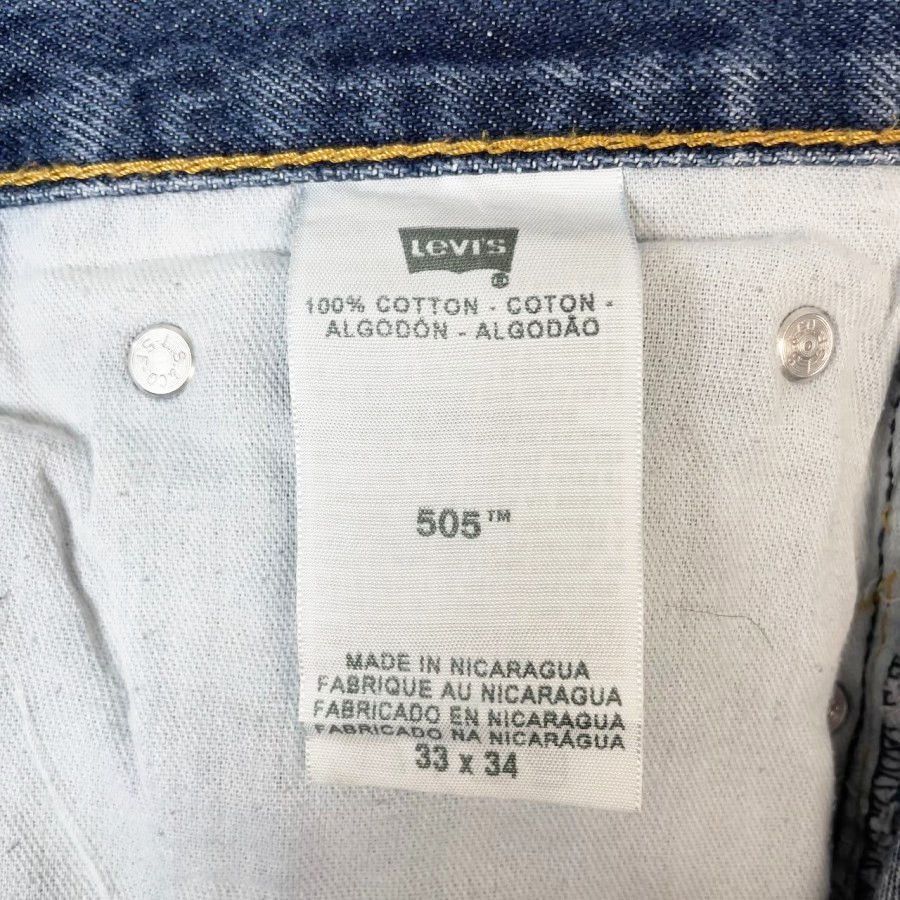 Levi's
®
100% COTTON - COTON -
ALGODÓN - ALGODÃO
505™
MADE IN NICARAGUA
FABRIQUE AU NICARAGUA
FABRICADO EN NICARAGUA
FABRICADO NA NICARÁGUA
33 x 34